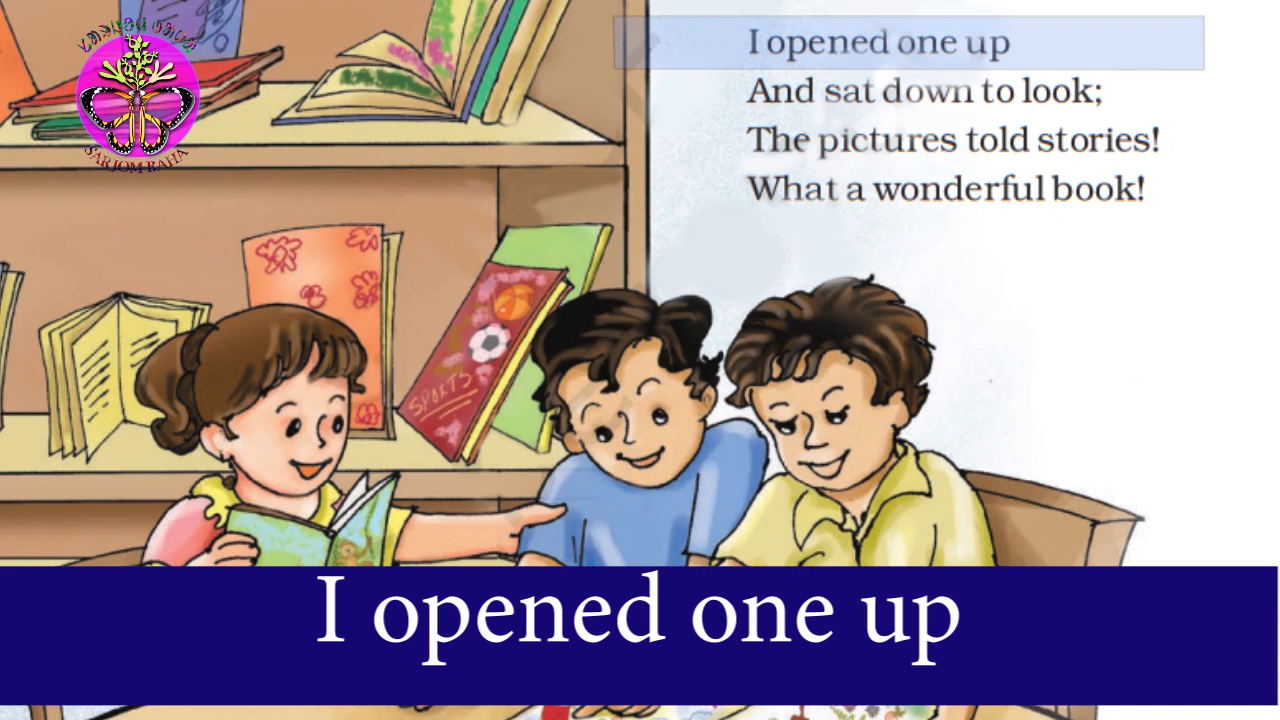 SARJOM BAHA
I opened one up
And sat down to look;
The pictures told stories!
What a wonderful book!
SPORTS
I opened one up